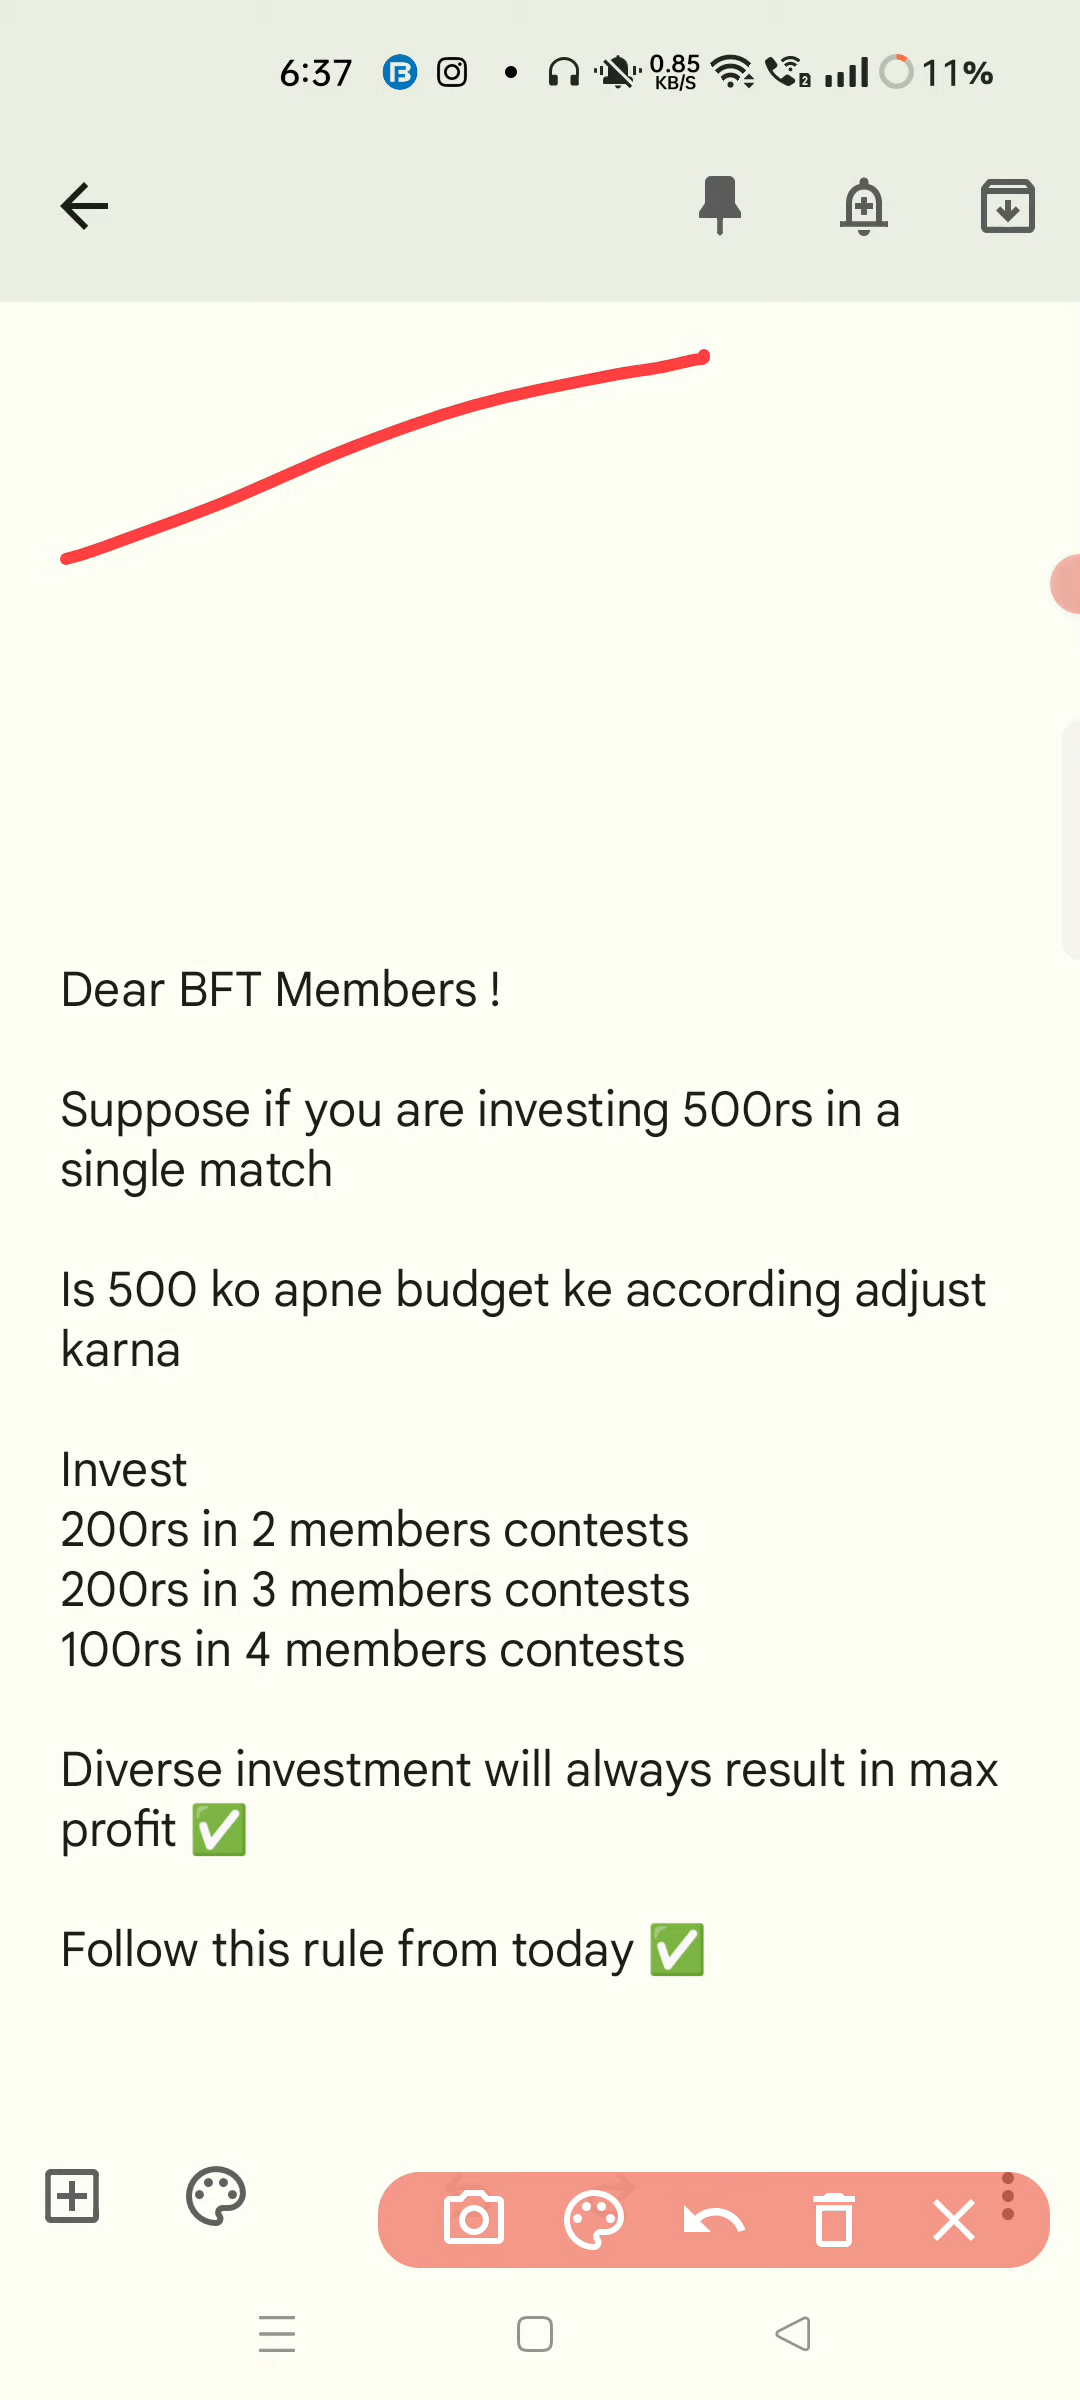 6:37 0.85 KB/S 2 11%
Dear BFT Members !
Suppose if you are investing 500rs in a
single match
Is 500 ko apne budget ke according adjust
karna
Invest
200rs in 2 members contests
200rs in 3 members contests
100rs in 4 members contests
Diverse investment will always result in max
profit ✅
Follow this rule from today ✅